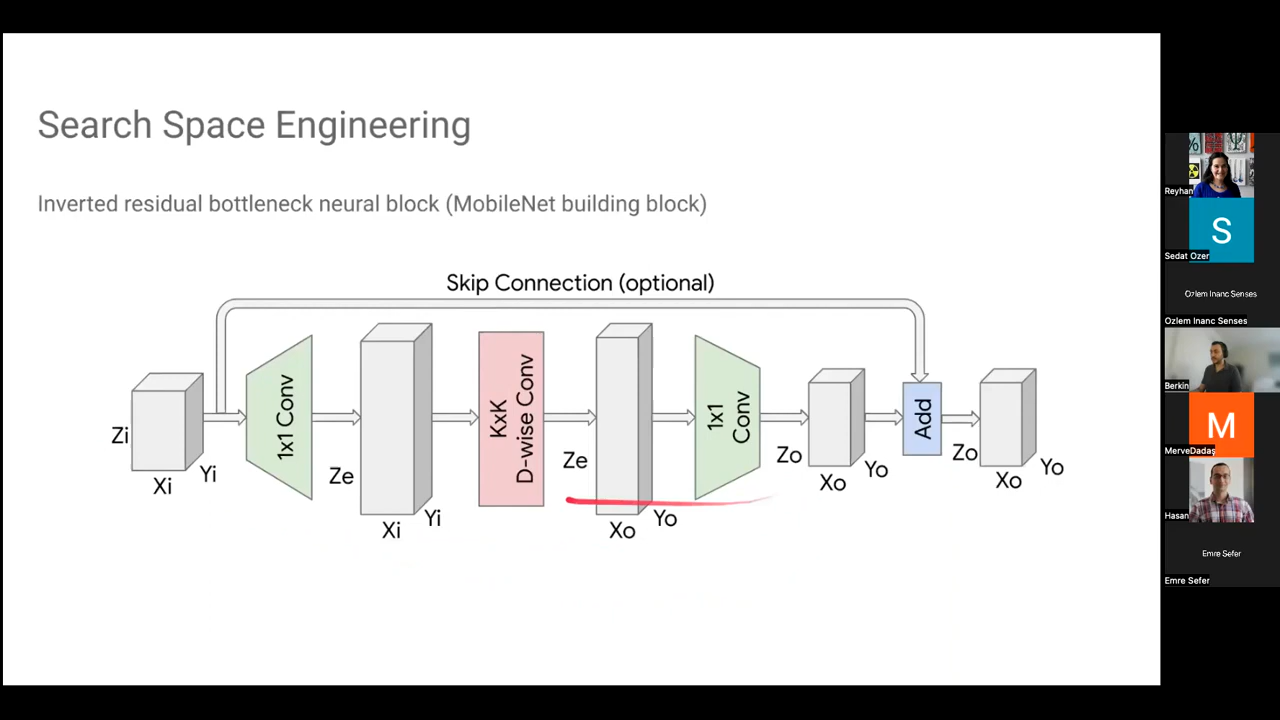 Search Space Engineering
Inverted residual bottleneck neural block (MobileNet building block)
Skip Connection (optional)
Zi
Xi
Yi
1x1 Conv
Ze
Xi
Yi
KxK
D-wise Conv
Ze
Xo
Yo
1x1
Conv
Zo
Xo
Yo
Add
Zo
Xo
Yo
Reyhan
S
Sedat Ozer
Ozlem Inanc Senses
Ozlem Inanc Senses
Berkin
M
MerveDadaş
Hasan
Emre Sefer
Emre Sefer